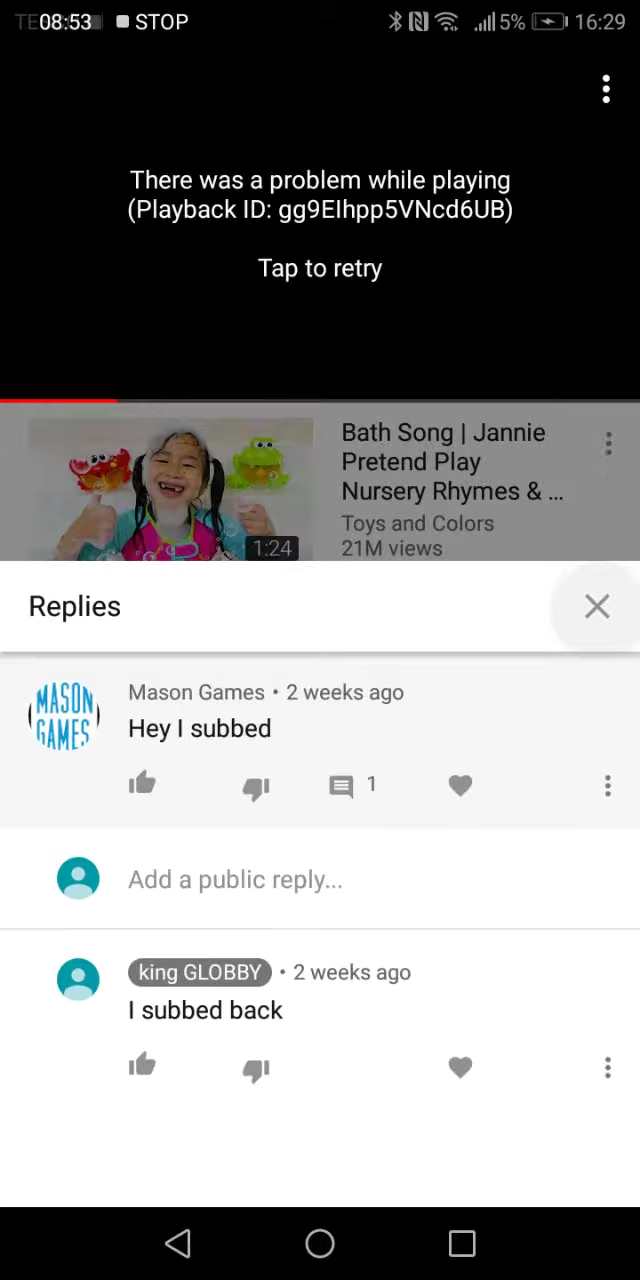 08:53 STOP 5% 16:29
There was a problem while playing
(Playback ID: gg9EIhpp5VNcd6UB)
Tap to retry
Bath Song | Jannie
Pretend Play
Nursery Rhymes & ...
Toys and Colors
21M views
1:24
Replies
MASON
GAMES
Mason Games • 2 weeks ago
Hey I subbed
1
Add a public reply...
king GLOBBY • 2 weeks ago
I subbed back